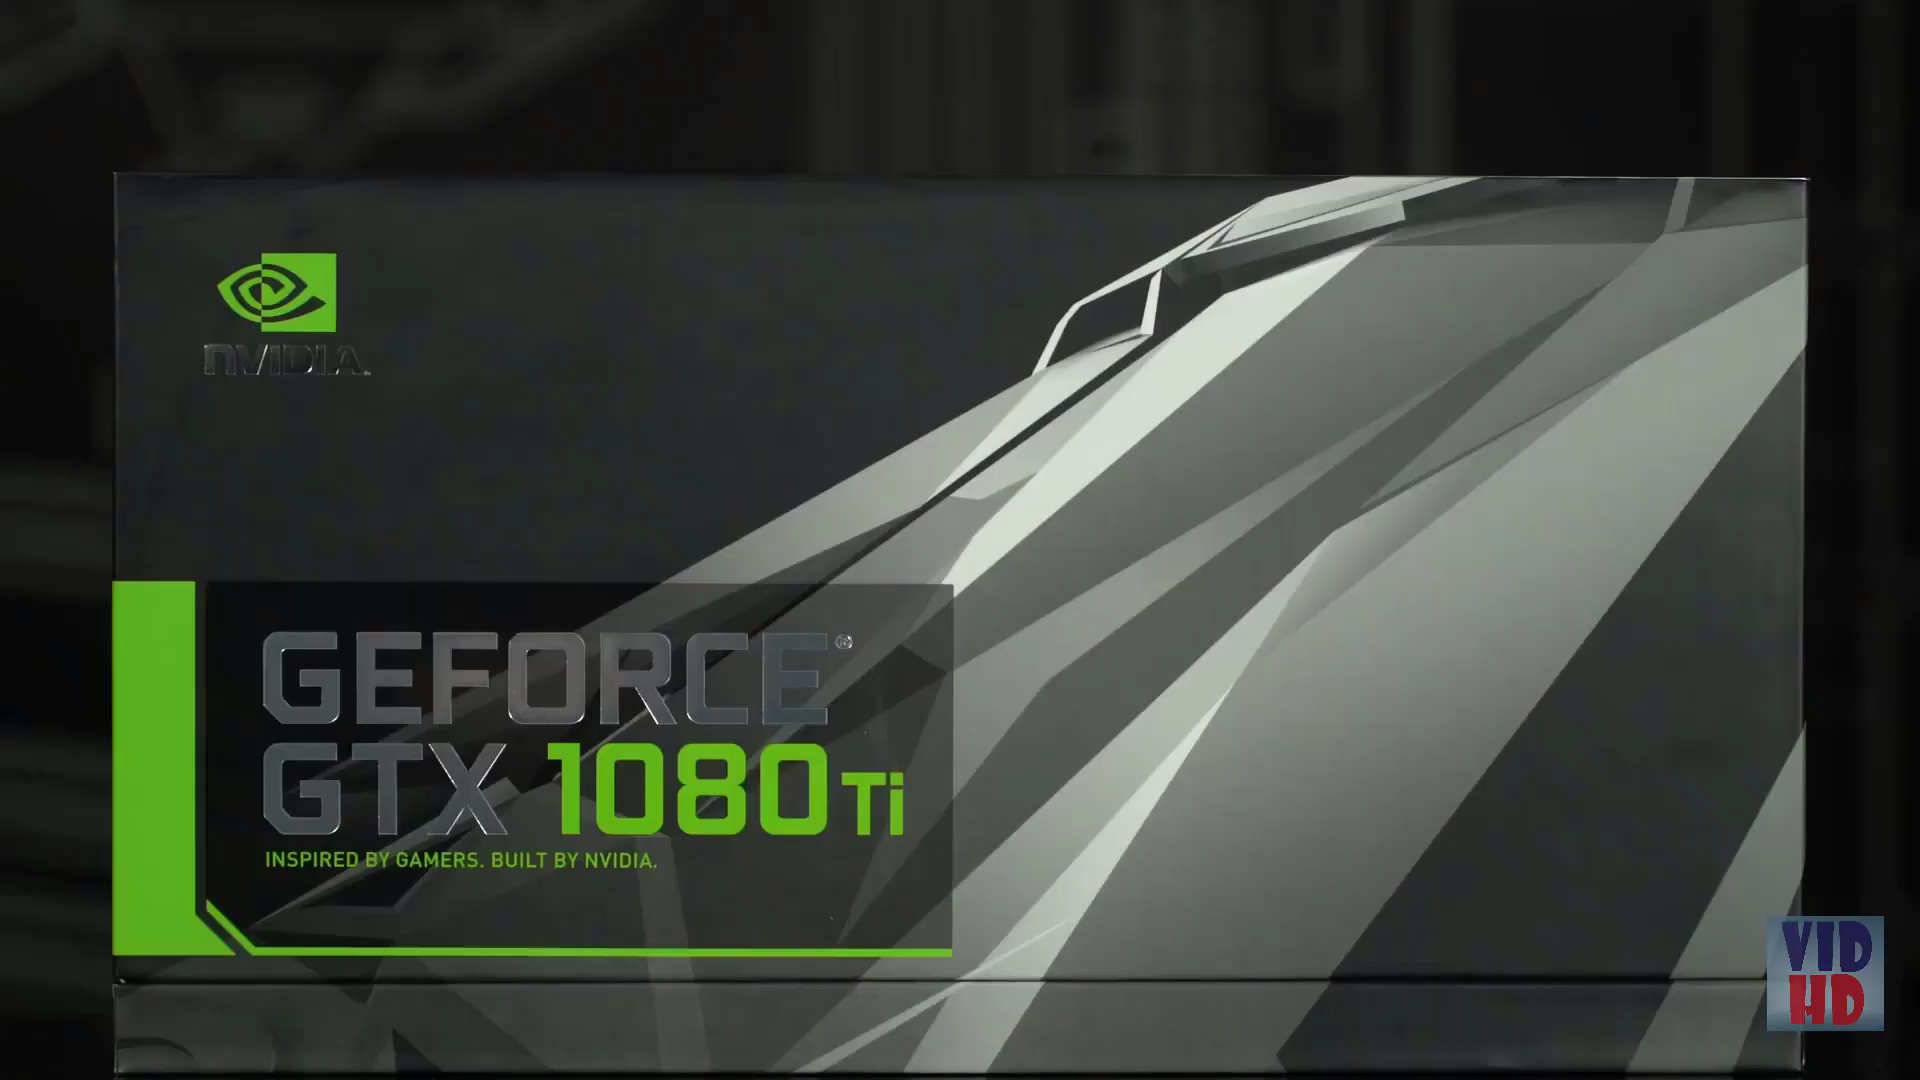 NVIDIA.
GEFORCE®
GTX 1080 Ti
INSPIRED BY GAMERS. BUILT BY NVIDIA.
VID
HD